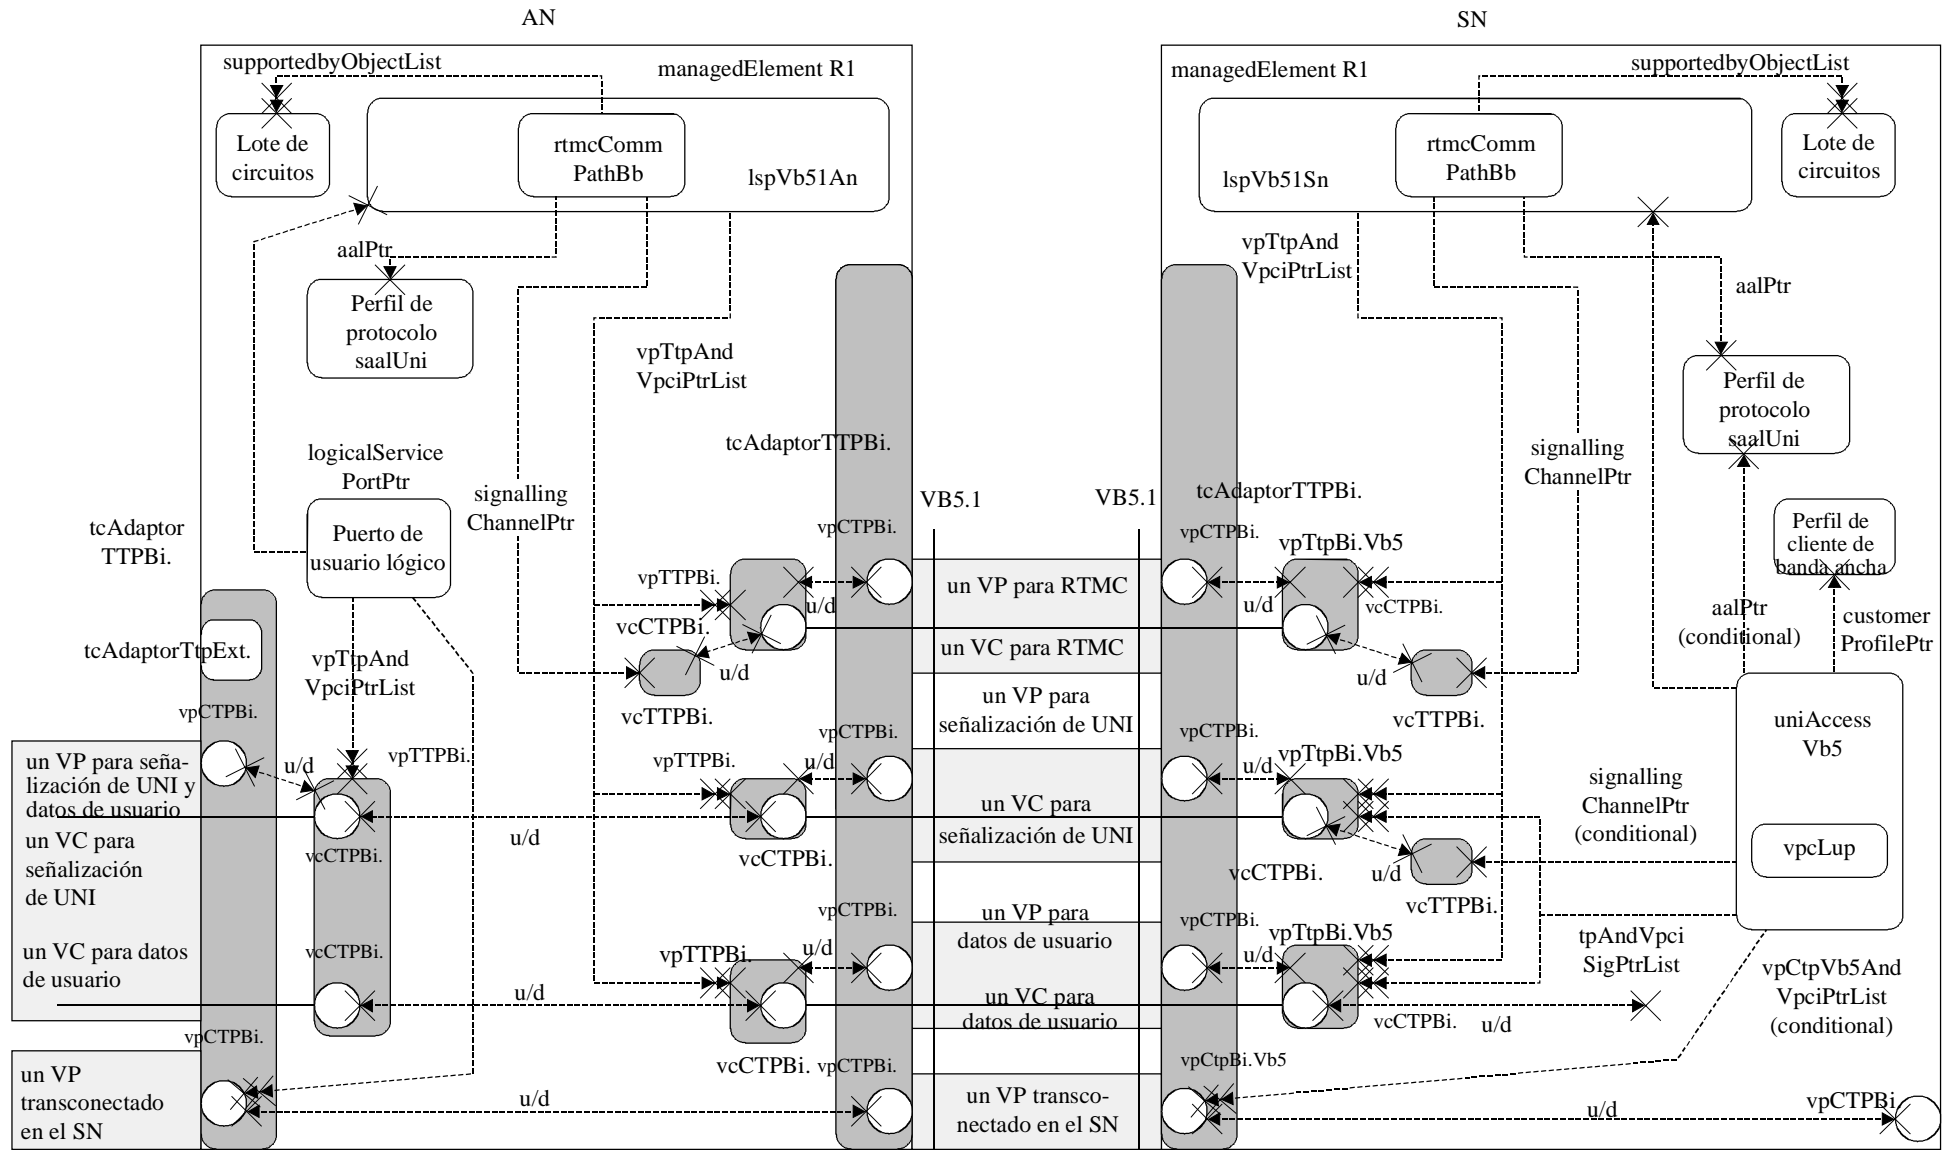 AN
SN
supportedbyObjectList
managedElement R1
managedElement R1
supportedbyObjectList
Lote de
circuitos
rtmcComm
PathBb
lspVb51An
lspVb51Sn
rtmcComm
PathBb
Lote de
circuitos
aalPtr
Perfil de
protocolo
saalUni
vpTtpAnd
VpciPtrList
vpTtpAnd
VpciPtrList
aalPtr
Perfil de
protocolo
saalUni
tcAdaptorTTPBi.
logicalService
PortPtr
signalling
ChannelPtr
VB5.1
VB5.1
tcAdaptorTTPBi.
signalling
ChannelPtr
tcAdaptor
TTPBi.
Puerto de
usuario lógico
vpCTPBi.
vpCTPBi.
vpTtpBi.Vb5
Perfil de
cliente de
banda ancha
vpTTPBi.
u/d
un VP para RTMC
u/d
vcCTPBi.
aalPtr
(conditional)
customer
ProfilePtr
tcAdaptorTtpExt.
vpTtpAnd
VpciPtrList
vcCTPBi.
u/d
un VC para RTMC
u/d
vcTTPBi.
vcTTPBi.
vpCTPBi.
un VP para
señalización de UNI
vpCTPBi.
vpCTPBi.
vpTtpBi.Vb5
uniAccess
Vb5
un VP para seña-
lización de UNI y
datos de usuario
u/d
vpTTPBi.
vpTTPBi.
u/d
u/d
signalling
ChannelPtr
(conditional)
un VC para
señalización de UNI
un VC para
señalización
de UNI
vcCTPBi.
u/d
vcCTPBi.
vcCTPBi.
u/d
vcTTPBi.
vpcLup
un VC para datos
de usuario
vcCTPBi.
vpTTPBi.
vpCTPBi.
u/d
un VP para
datos de usuario
vpCTPBi.
u/d
vpTtpBi.Vb5
tpAndVpci
SigPtrList
vpCtpVb5And
VpciPtrList
(conditional)
u/d
un VC para
datos de usuario
vcCTPBi.
u/d
vpCTPBi.
vcCTPBi.
vpCTPBi.
vpCtpBi.Vb5
un VP
transconectado
en el SN
u/d
un VP transco-
nectado en el SN
u/d
vpCTPBi.